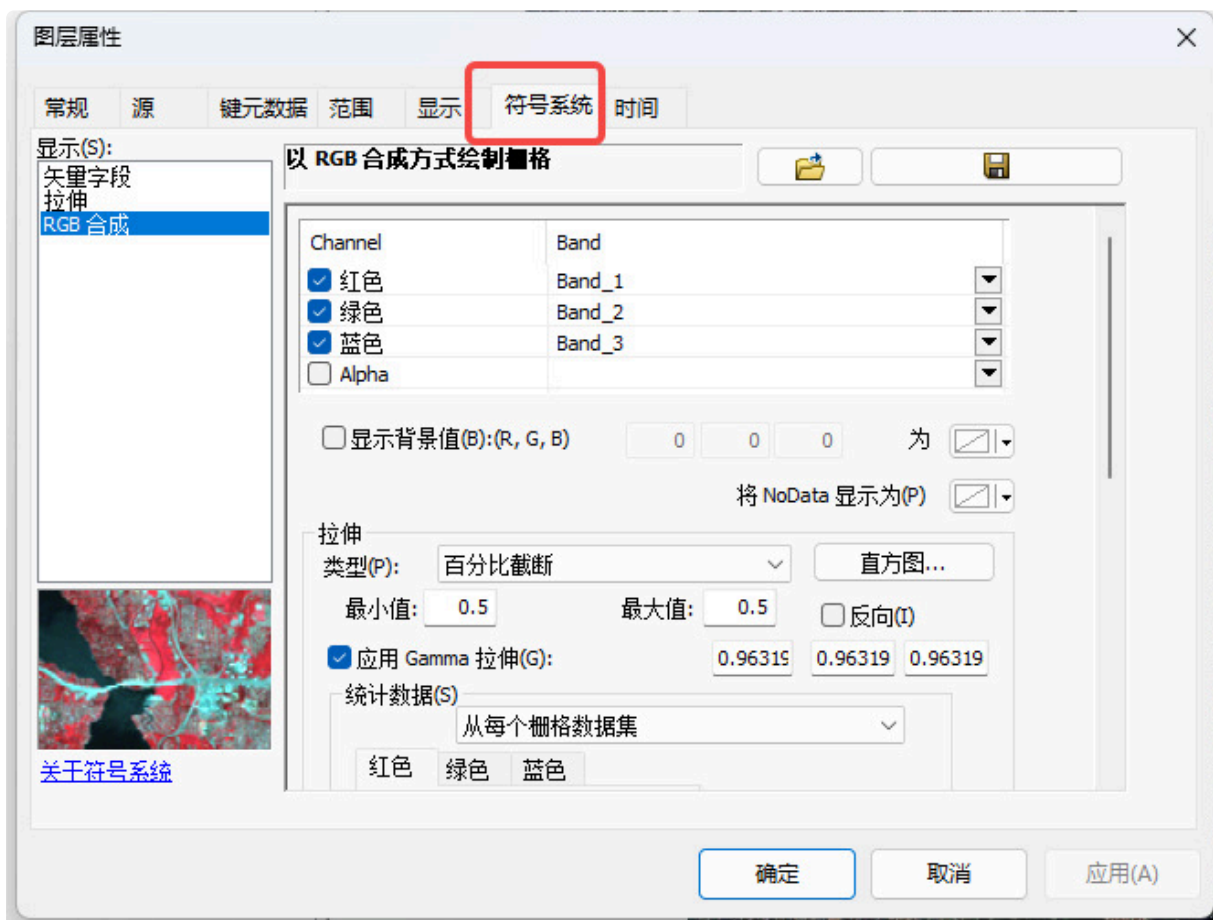 图层属性
常规 源 键元数据 范围 显示 符号系统 时间
显示(S):
矢量字段
拉伸
RGB 合成
关于符号系统
以 RGB 合成方式绘制栅格
Channel Band
红色 Band_1
绿色 Band_2
蓝色 Band_3
Alpha
显示背景值(B):(R, G, B) 0 0 0 为
将 NoData 显示为(P)
拉伸
类型(P): 百分比截断 直方图...
最小值: 0.5 最大值: 0.5 反向(I)
应用 Gamma 拉伸(G): 0.96319 0.96319 0.96319
统计数据(S)
从每个栅格数据集
红色 绿色 蓝色
确定 取消 应用(A)